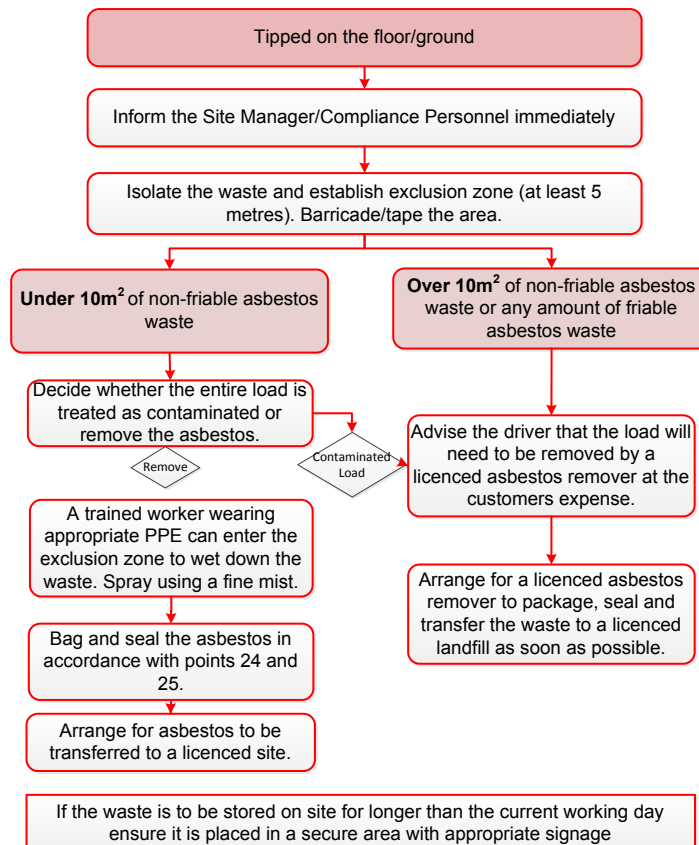 Tipped on the floor/ground
Inform the Site Manager/Compliance Personnel immediately
Isolate the waste and establish exclusion zone (at least 5
metres). Barricade/tape the area.
Under 10m² of non-friable asbestos
waste
Over 10m² of non-friable asbestos
waste or any amount of friable
asbestos waste
Decide whether the entire load is
treated as contaminated or
remove the asbestos.
Remove
Contaminated
Load
Advise the driver that the load will
need to be removed by a
licenced asbestos remover at the
customers expense.
A trained worker wearing
appropriate PPE can enter the
exclusion zone to wet down the
waste. Spray using a fine mist.
Arrange for a licenced asbestos
remover to package, seal and
transfer the waste to a licenced
landfill as soon as possible.
Bag and seal the asbestos in
accordance with points 24 and
25.
Arrange for asbestos to be
transferred to a licenced site.
If the waste is to be stored on site for longer than the current working day
ensure it is placed in a secure area with appropriate signage